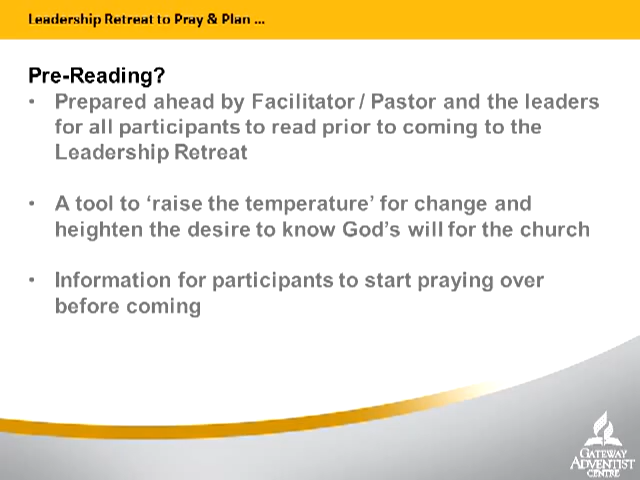 Leadership Retreat to Pray & Plan ...
Pre-Reading?
• Prepared ahead by Facilitator / Pastor and the leaders
for all participants to read prior to coming to the
Leadership Retreat
• A tool to ‘raise the temperature’ for change and
heighten the desire to know God’s will for the church
• Information for participants to start praying over
before coming
GATEWAY
ADVENTIST
CENTRE